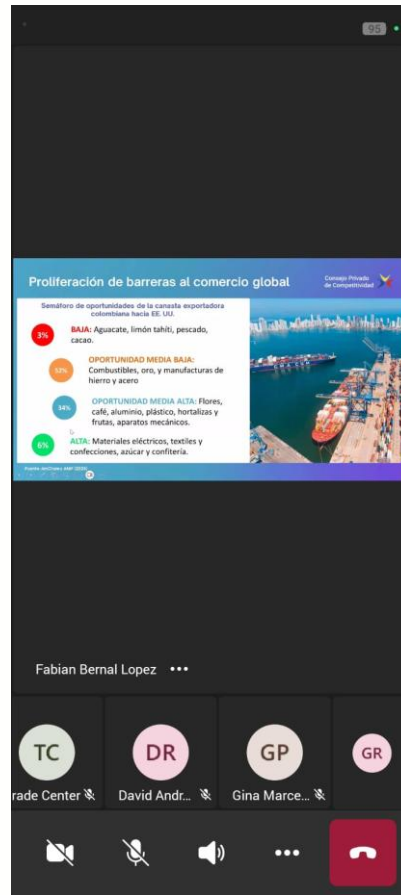 95
Proliferación de barreras al comercio global
Consejo Privado
de Competitividad
Semáforo de oportunidades de la canasta exportadora
colombiana hacia EE. UU.
3%
BAJA: Aguacate, limón tahití, pescado,
cacao.
OPORTUNIDAD MEDIA BAJA:
Combustibles, oro, y manufacturas de
hierro y acero
34%
OPORTUNIDAD MEDIA ALTA: Flores,
café, aluminio, plástico, hortalizas y
frutas, aparatos mecánicos.
6%
ALTA: Materiales eléctricos, textiles y
confecciones, azúcar y confitería.
Fabian Bernal Lopez •••
TC
DR
GP
GR
rade Center
David Andr...
Gina Marce...